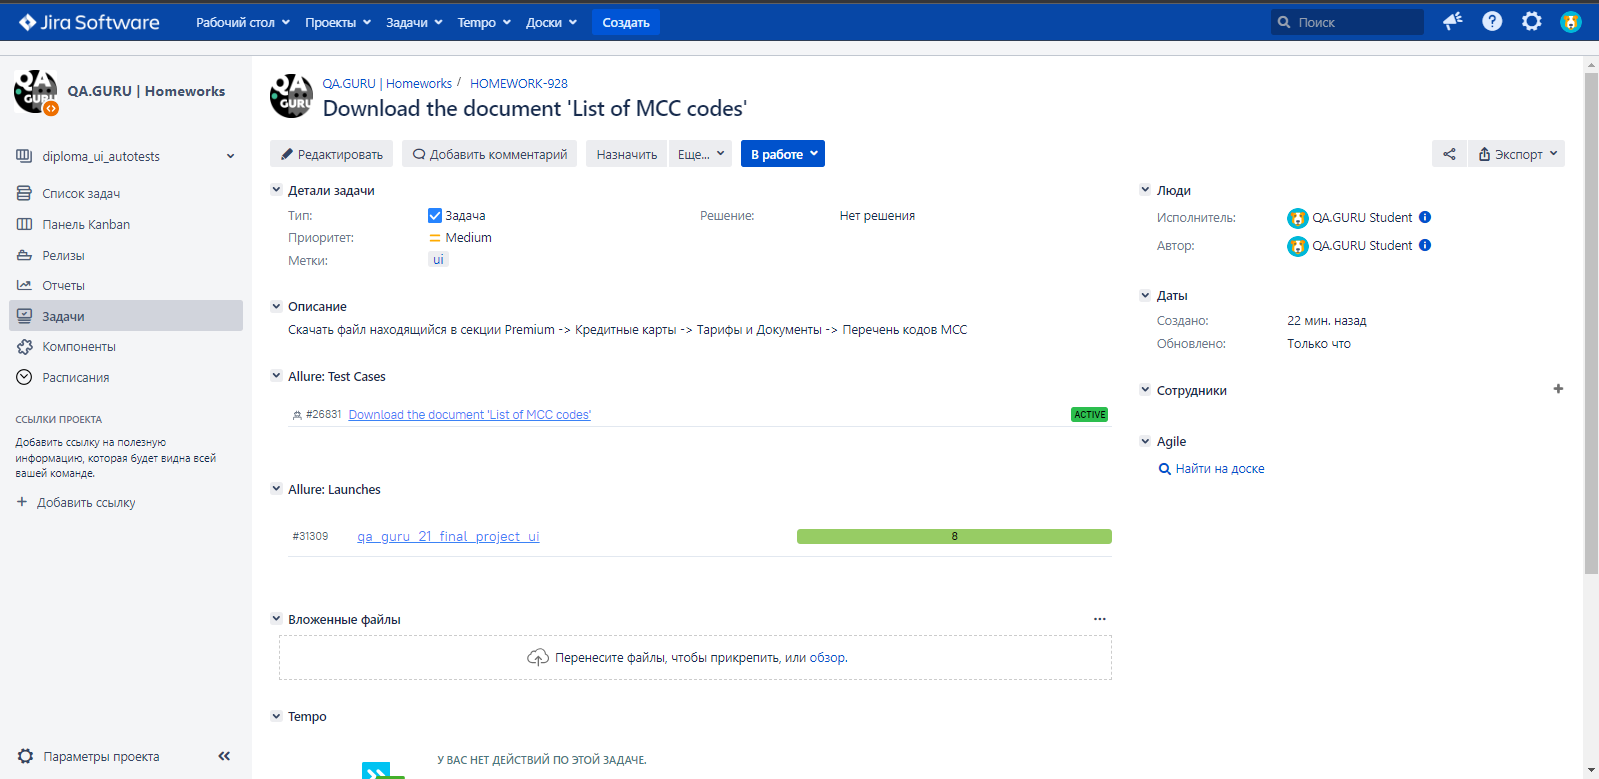 Jira Software
Рабочий стол
Проекты
Задачи
Tempo
Доски
Создать
Поиск
QA GURU
QA.GURU | Homeworks
diploma_ui_autotests
Список задач
Панель Kanban
Релизы
Отчеты
Задачи
Компоненты
Расписания
ССЫЛКИ ПРОЕКТА
Добавить ссылку на полезную
информацию, которая будет видна всей
вашей команде.
+ Добавить ссылку
Параметры проекта
QA GURU
QA.GURU | Homeworks / HOMEWORK-928
Download the document 'List of MCC codes'
Редактировать
Добавить комментарий
Назначить
Еще...
В работе
Экспорт
Детали задачи
Тип: Задача
Решение: Нет решения
Приоритет: Medium
Метки: ui
Описание
Скачать файл находящийся в секции Premium -> Кредитные карты -> Тарифы и Документы -> Перечень кодов MCC
Allure: Test Cases
#26831 Download the document 'List of MCC codes' ACTIVE
Allure: Launches
#31309 qa_guru_21_final_project_ui 8
Вложенные файлы
Перенесите файлы, чтобы прикрепить, или обзор.
Tempo
У ВАС НЕТ ДЕЙСТВИЙ ПО ЭТОЙ ЗАДАЧЕ.
Люди
Исполнитель: QA.GURU Student
Автор: QA.GURU Student
Даты
Создано: 22 мин. назад
Обновлено: Только что
Сотрудники
Agile
Найти на доске